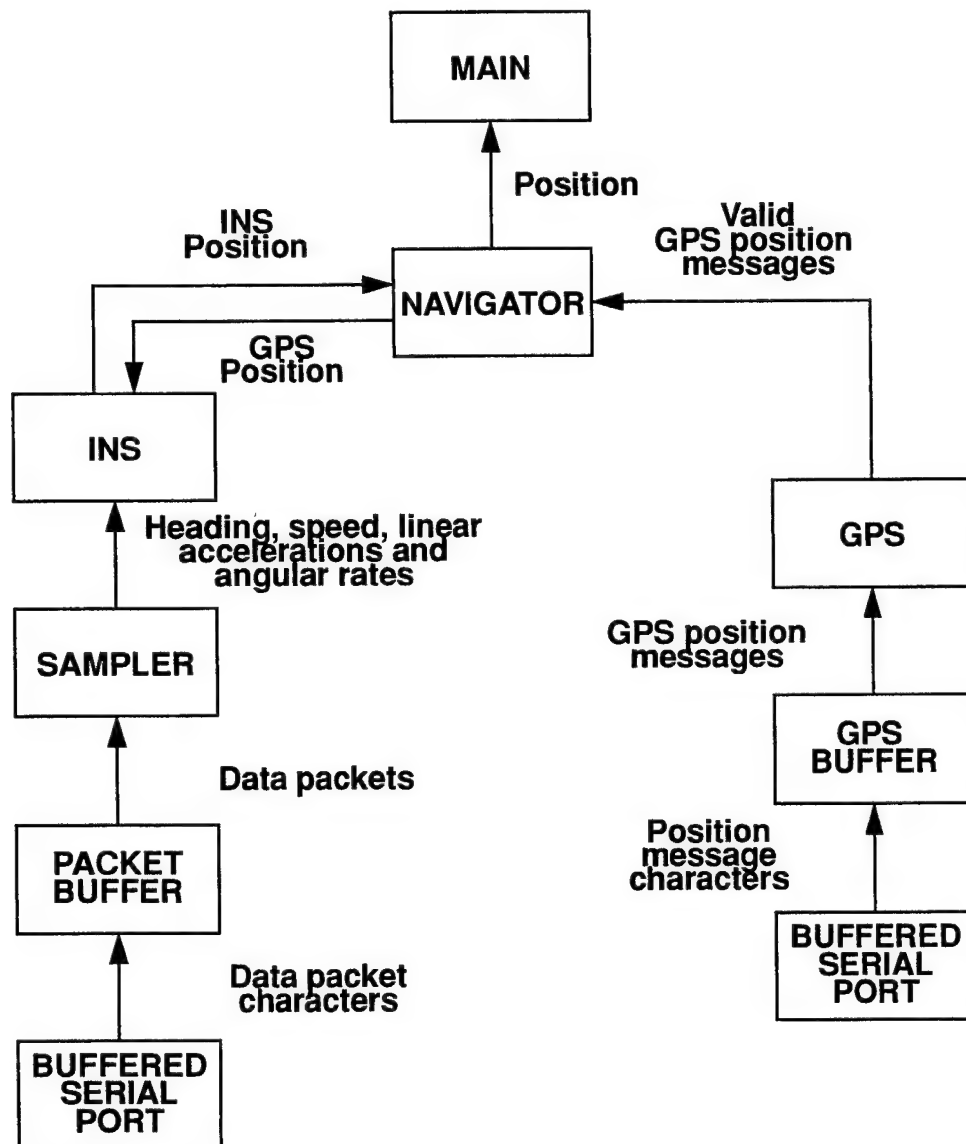 MAIN
Position
INS
Position
Valid
GPS position
messages
NAVIGATOR
GPS
Position
INS
Heading, speed, linear
accelerations and
angular rates
GPS
SAMPLER
GPS position
messages
GPS
BUFFER
Data packets
PACKET
BUFFER
Position
message
characters
BUFFERED
SERIAL
PORT
Data packet
characters
BUFFERED
SERIAL
PORT